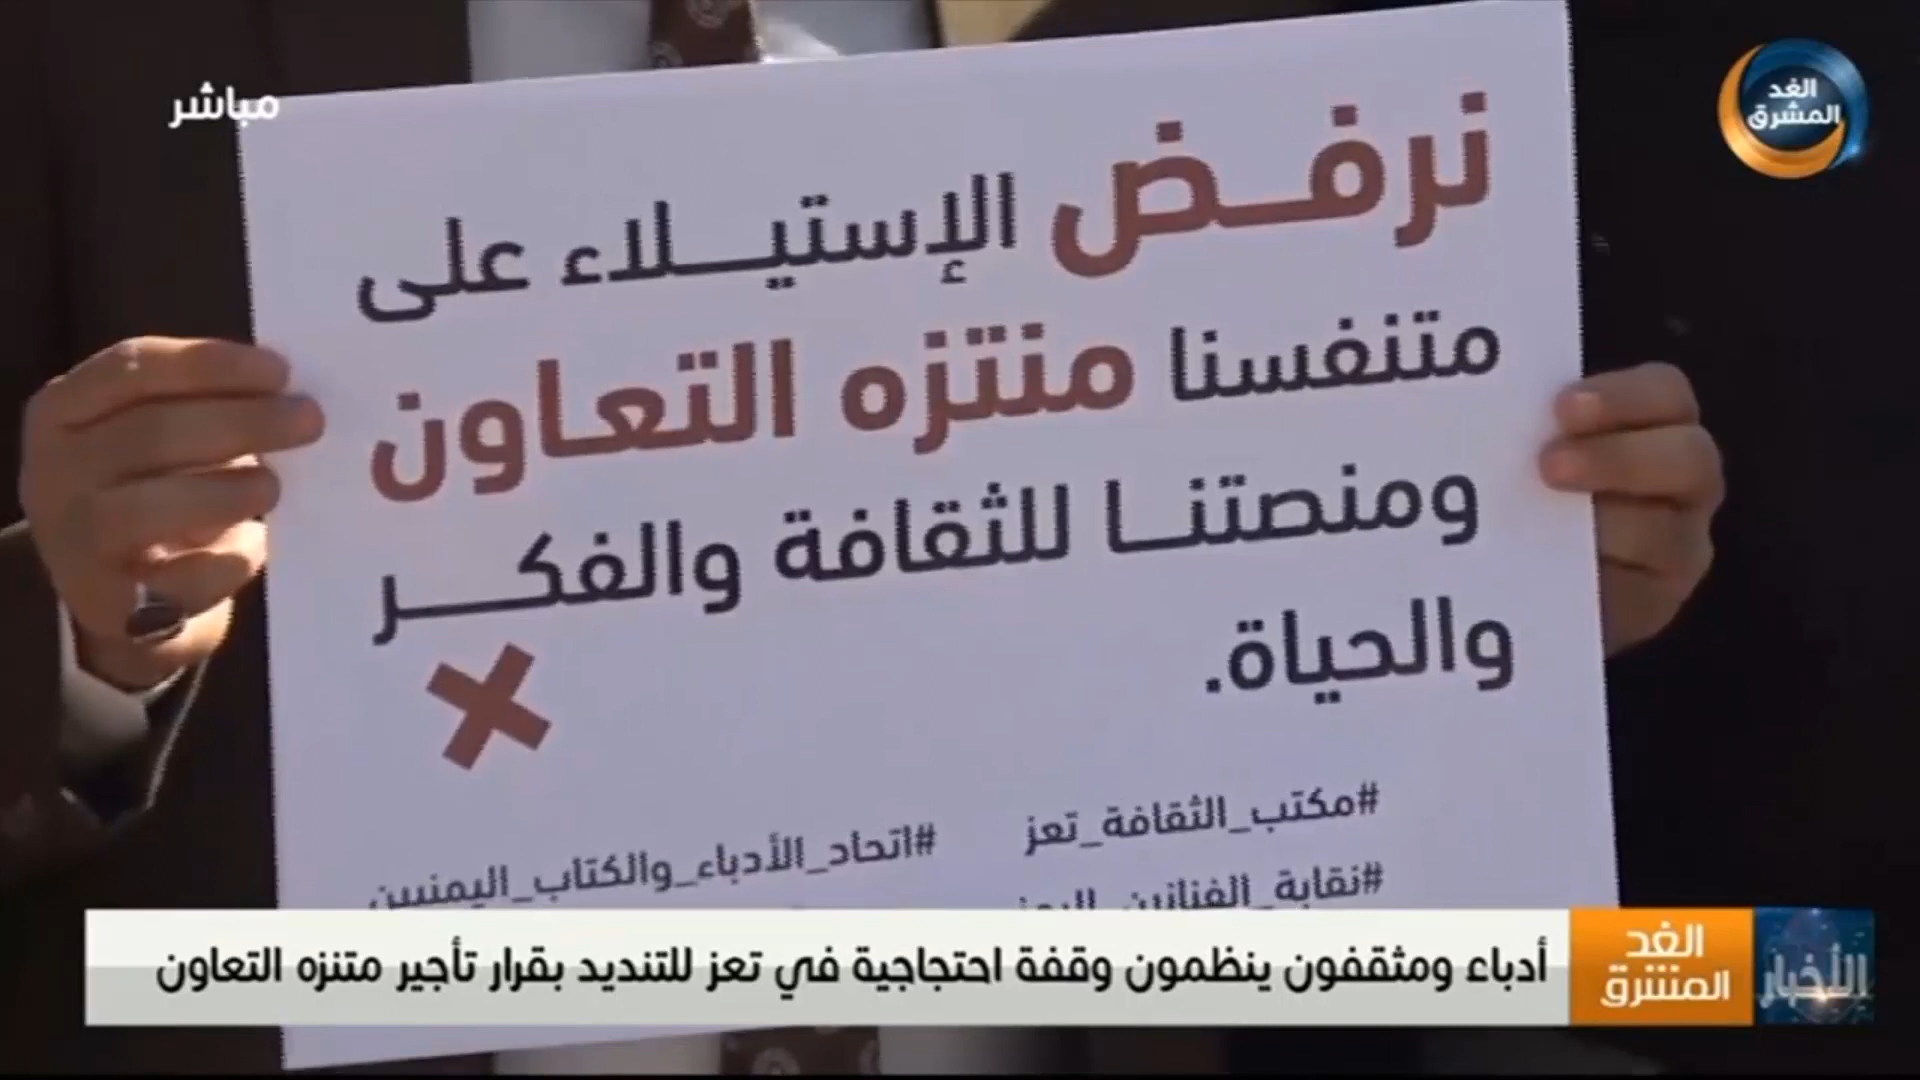 مباشر
الغد
المشرق
نرفض الإستيلاء على
متنفسنا منتزه التعاون
ومنصتنا للثقافة والفكر
والحياة.
#مكتب_الثقافة_تعز
#اتحاد_الأدباء_والكتاب_اليمنيين
#نقابة_الفنانين
أدباء ومثقفون ينظمون وقفة احتجاجية في تعز للتنديد بقرار تأجير متنزه التعاون
الغد
المشرق
الأخبار